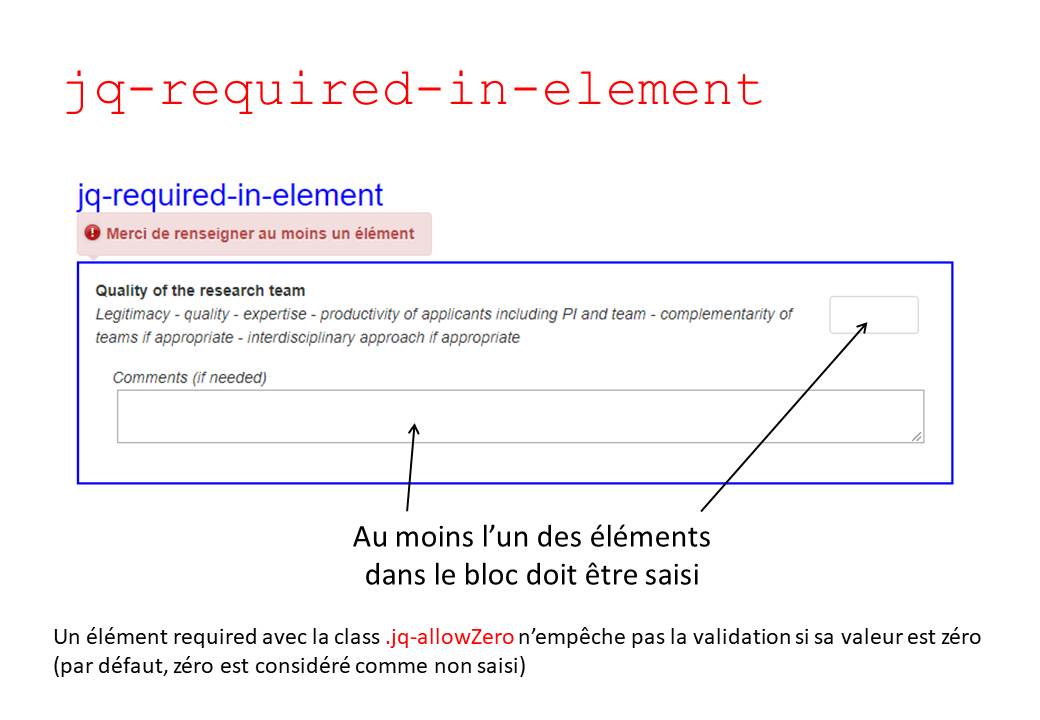 jq-required-in-element
jq-required-in-element
Merci de renseigner au moins un élément
Quality of the research team
Legitimacy - quality - expertise - productivity of applicants including PI and team - complementarity of
teams if appropriate - interdisciplinary approach if appropriate
Comments (if needed)
Au moins l’un des éléments
dans le bloc doit être saisi
Un élément required avec la class .jq-allowZero n’empêche pas la validation si sa valeur est zéro
(par défaut, zéro est considéré comme non saisi)